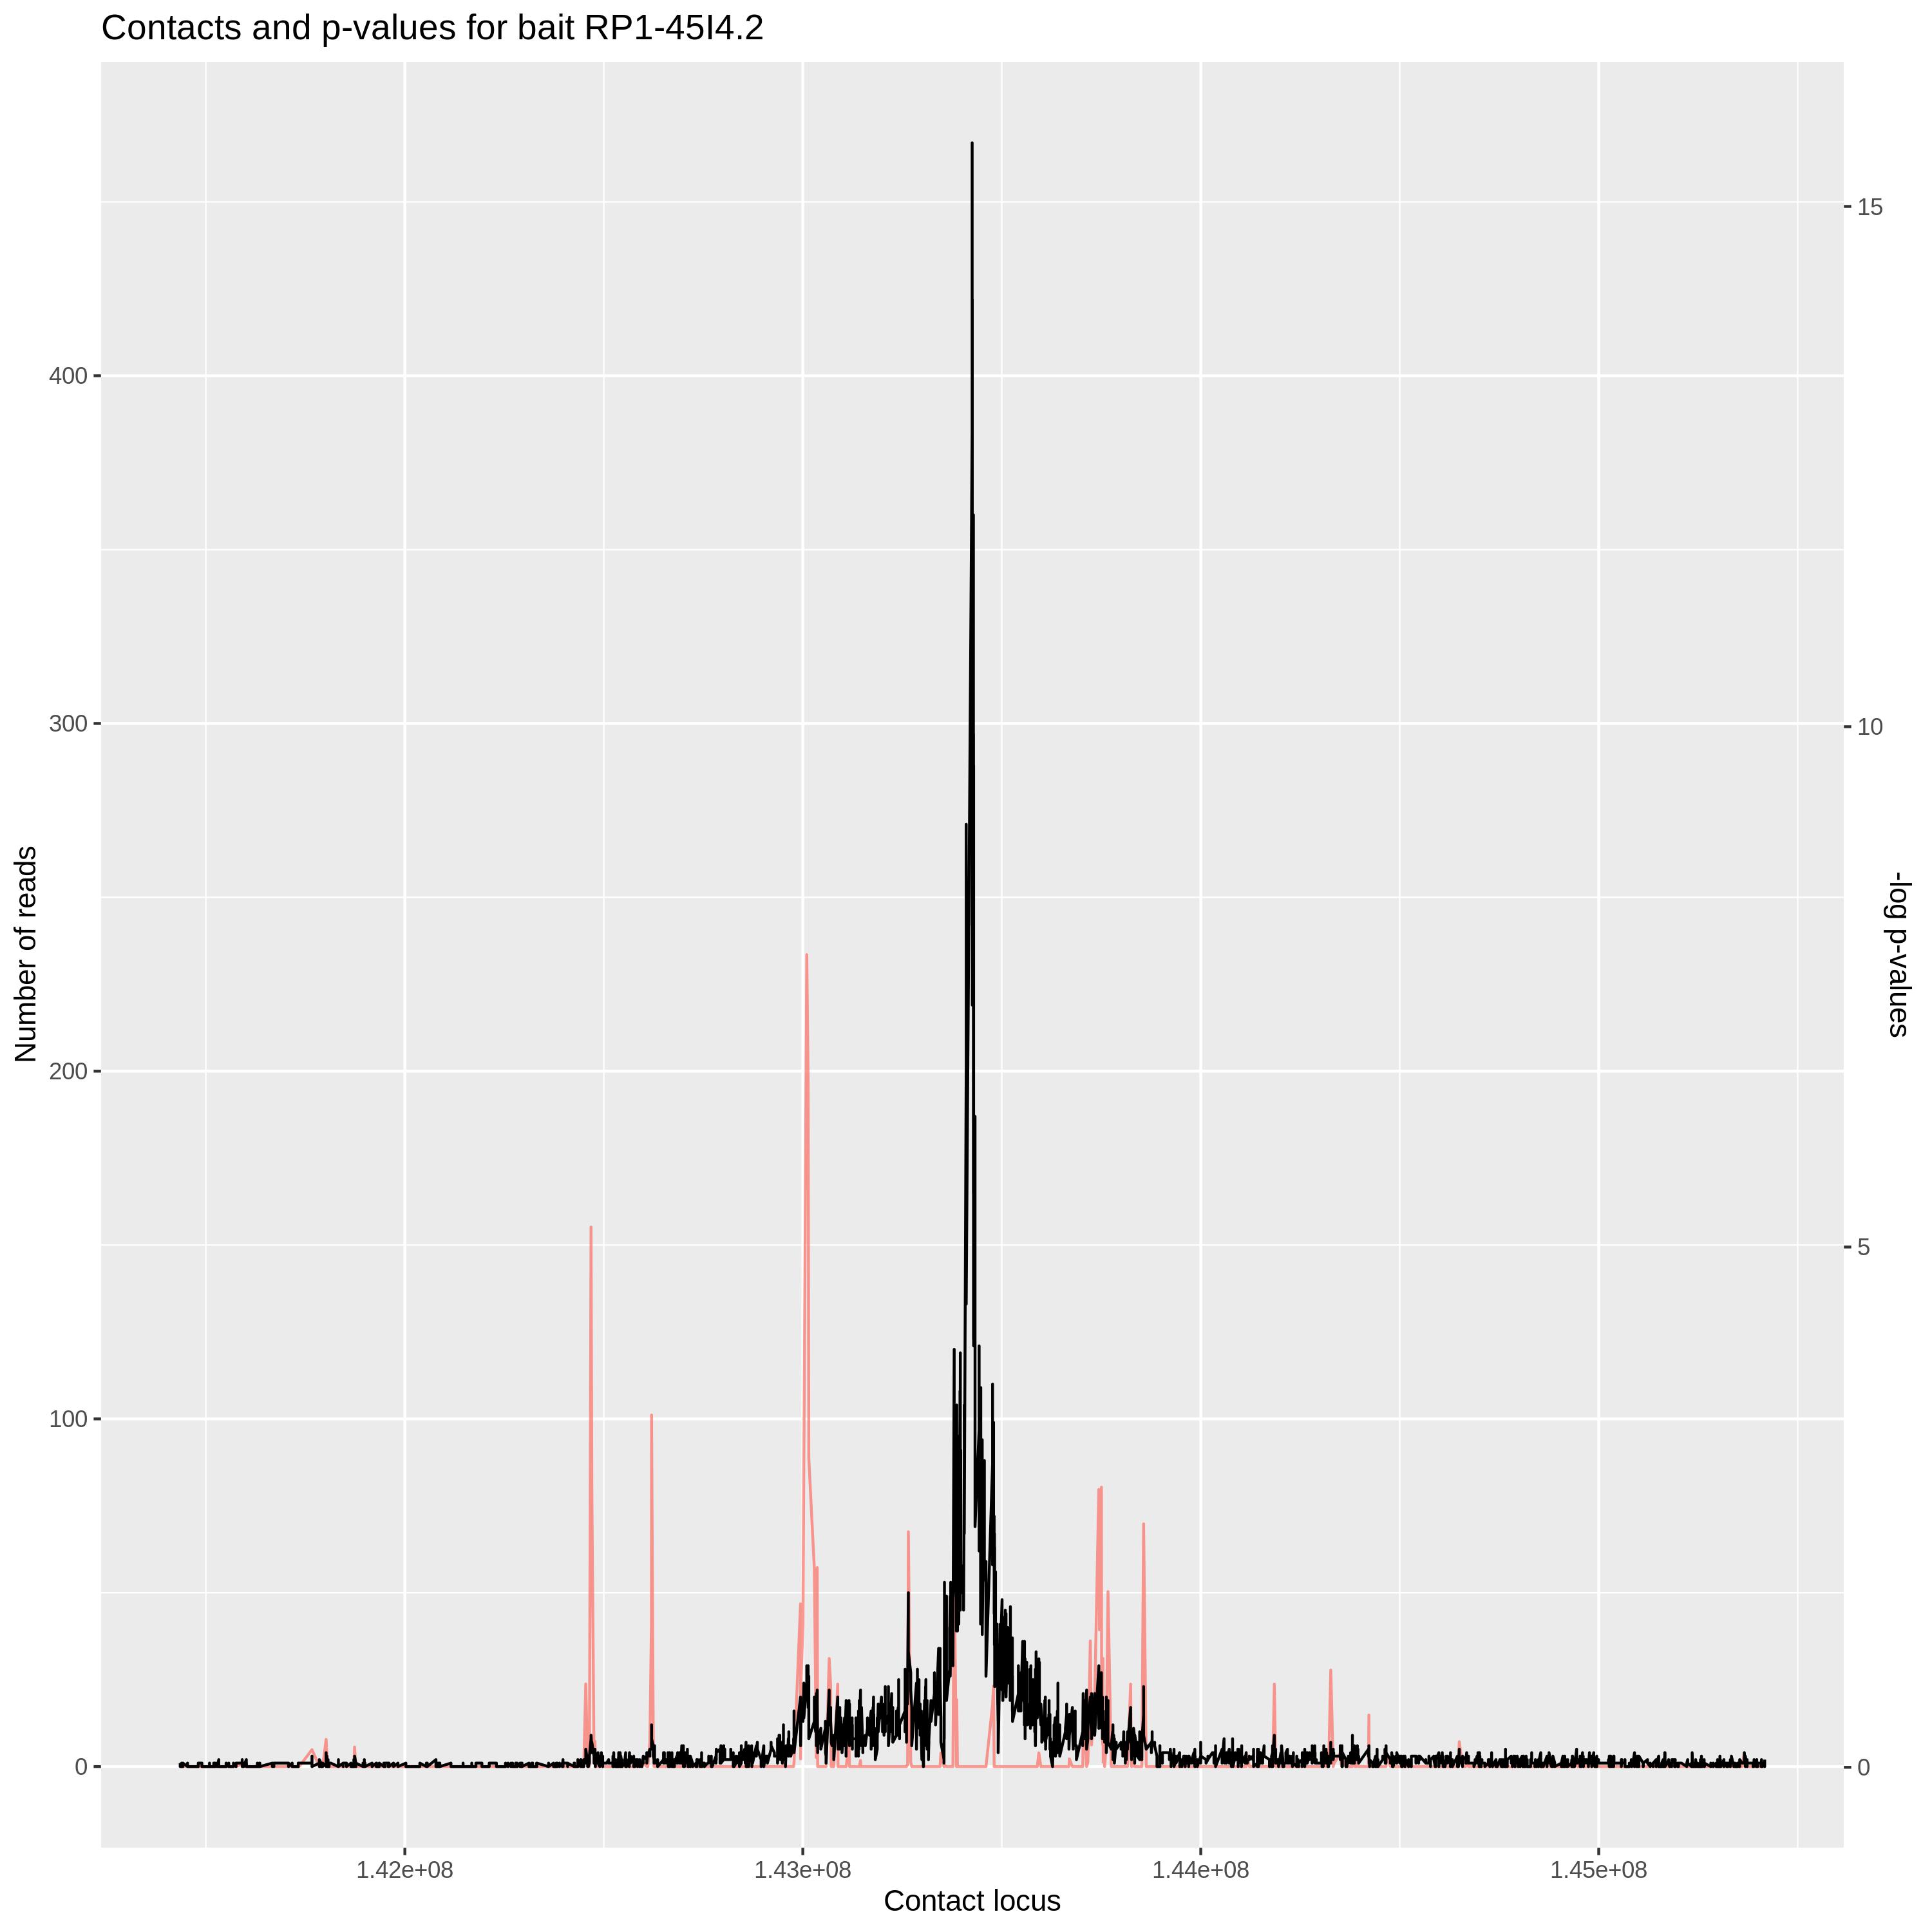 Contacts and p-values for bait RP1-45I4.2
Number of reads
400
300
200
100
0
15
10
5
0
-log p-values
1.42e+08
1.43e+08
1.44e+08
1.45e+08
Contact locus